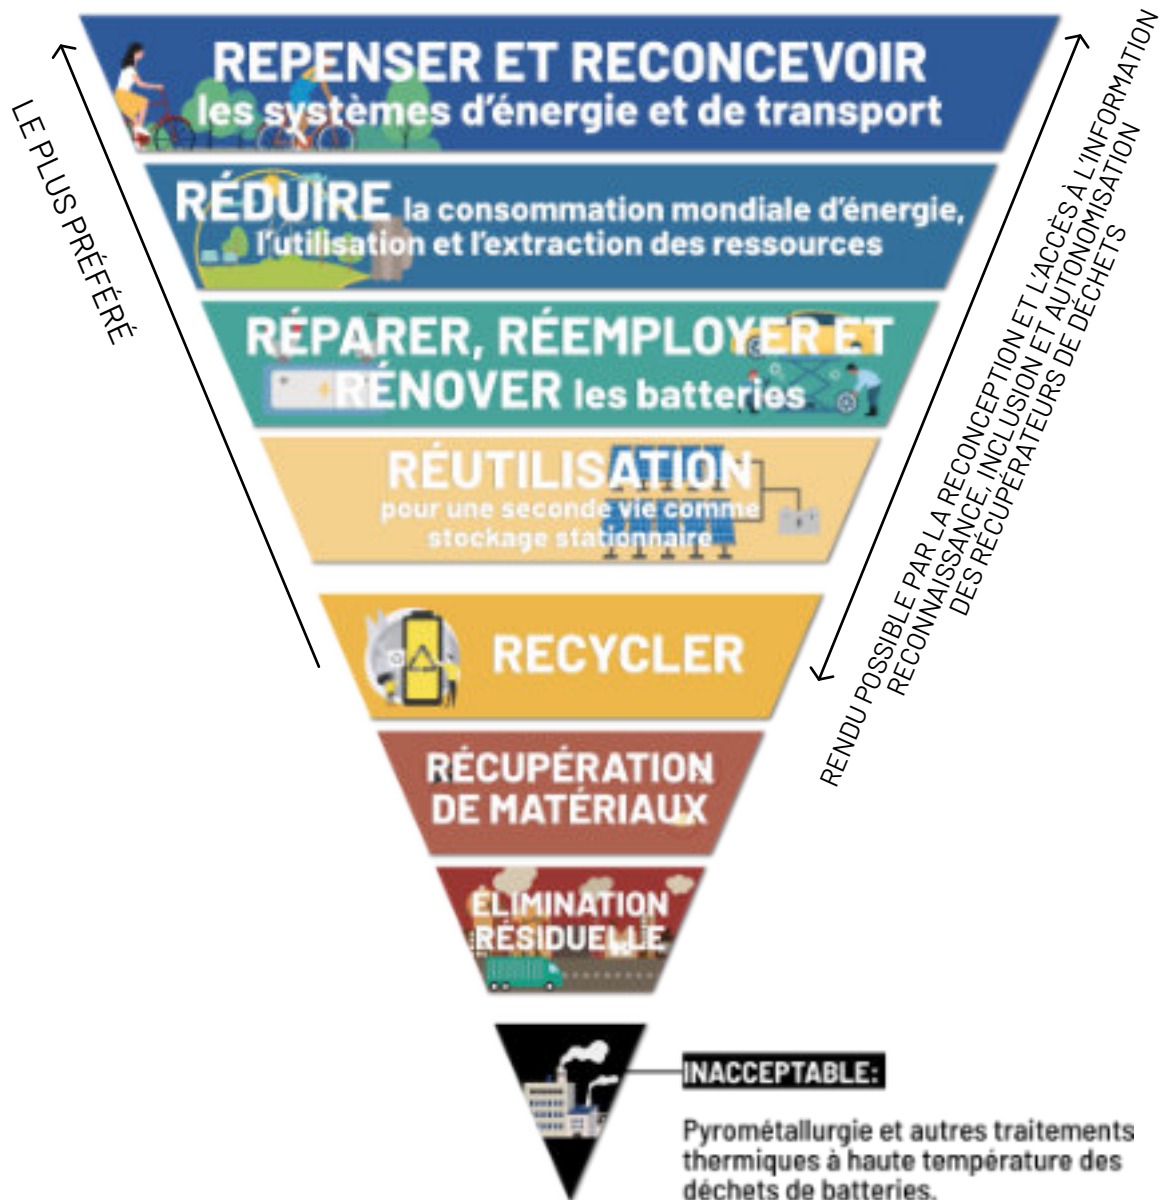 REPENSER ET RECONCEVOIR
les systèmes d'énergie et de transport
LE PLUS PRÉFÉRÉ
RÉDUIRE la consommation mondiale d'énergie,
l'utilisation et l'extraction des ressources
RÉPARER, RÉEMPLOYER ET
RÉNOVER les batteries
RÉUTILISATION
pour une seconde vie comme
stockage stationnaire
RENDU POSSIBLE PAR LA RECONCEPTION ET L'ACCÈS À L'INFORMATION
RECONNAISSANCE, INCLUSION ET AUTONOMISATION
DES RÉCUPÉRATEURS DE DÉCHETS
RECYCLER
RÉCUPÉRATION
DE MATÉRIAUX
ÉLIMINATION
RÉSIDUELLE
INACCEPTABLE:
Pyrométallurgie et autres traitements
thermiques à haute température des
déchets de batteries.